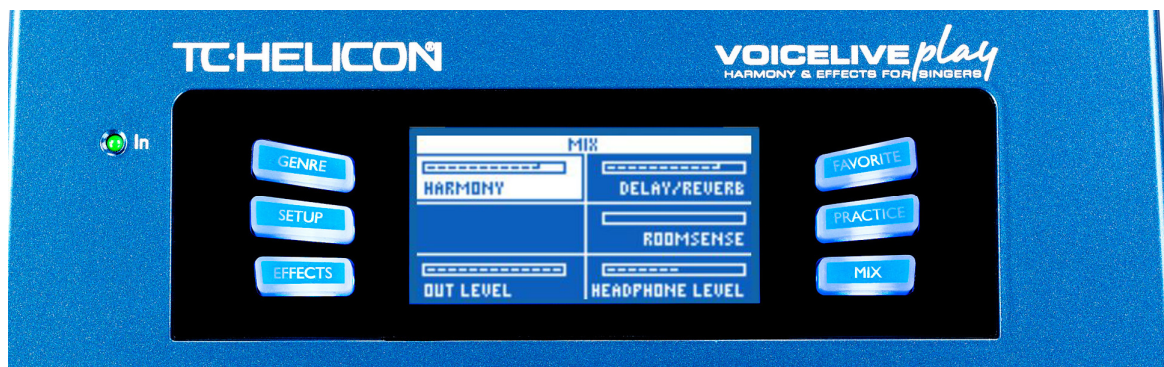 TC·HELICON®
VOICELIVE play
HARMONY & EFFECTS FOR SINGERS
In
GENRE
SETUP
EFFECTS
MIX
HARMONY
DELAY/REVERB
ROOMSENSE
OUT LEVEL
HEADPHONE LEVEL
FAVORITE
PRACTICE
MIX